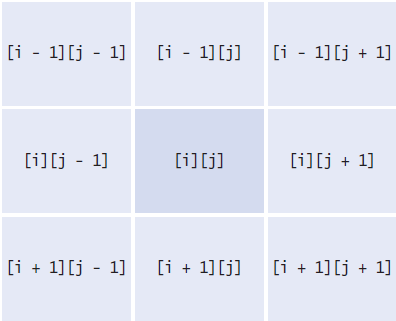 [i - 1][j - 1] [i - 1][j] [i - 1][j + 1]
[i][j - 1] [i][j] [i][j + 1]
[i + 1][j - 1] [i + 1][j] [i + 1][j + 1]